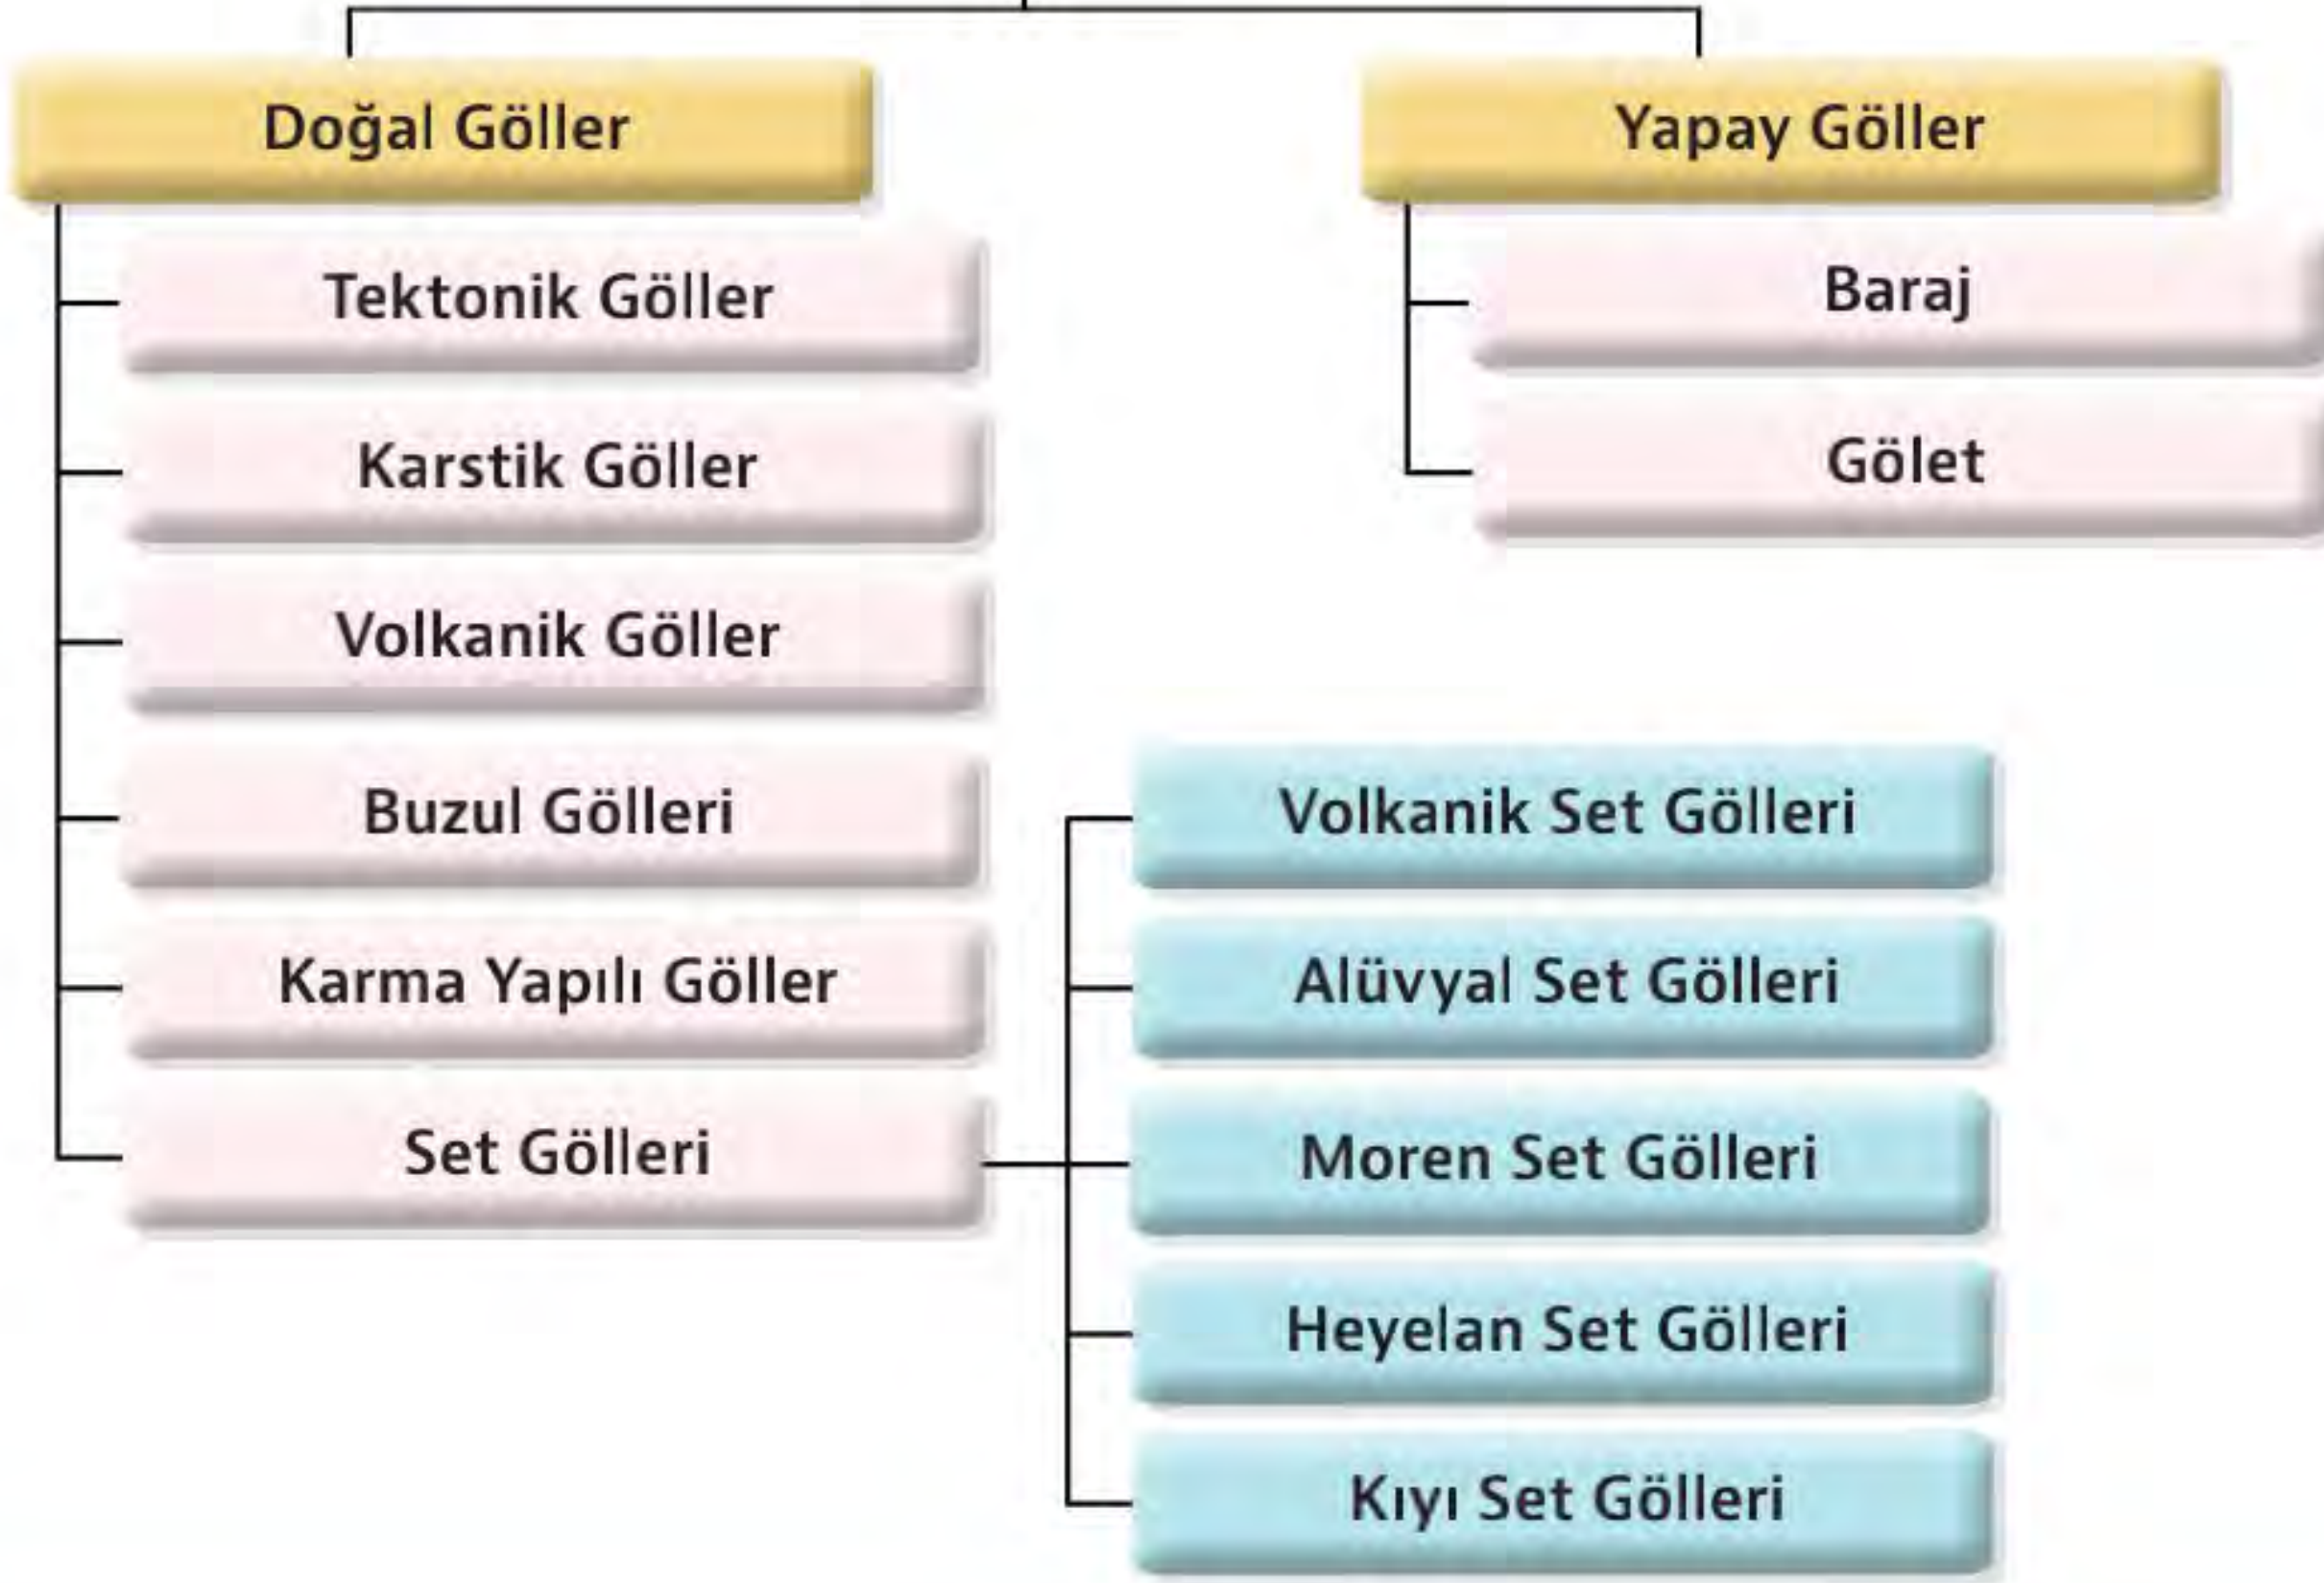 Doğal Göller
Tektonik Göller
Karstik Göller
Volkanik Göller
Buzul Gölleri
Karma Yapılı Göller
Set Gölleri
Volkanik Set Gölleri
Alüvyal Set Gölleri
Moren Set Gölleri
Heyelan Set Gölleri
Kıyı Set Gölleri
Yapay Göller
Baraj
Gölet